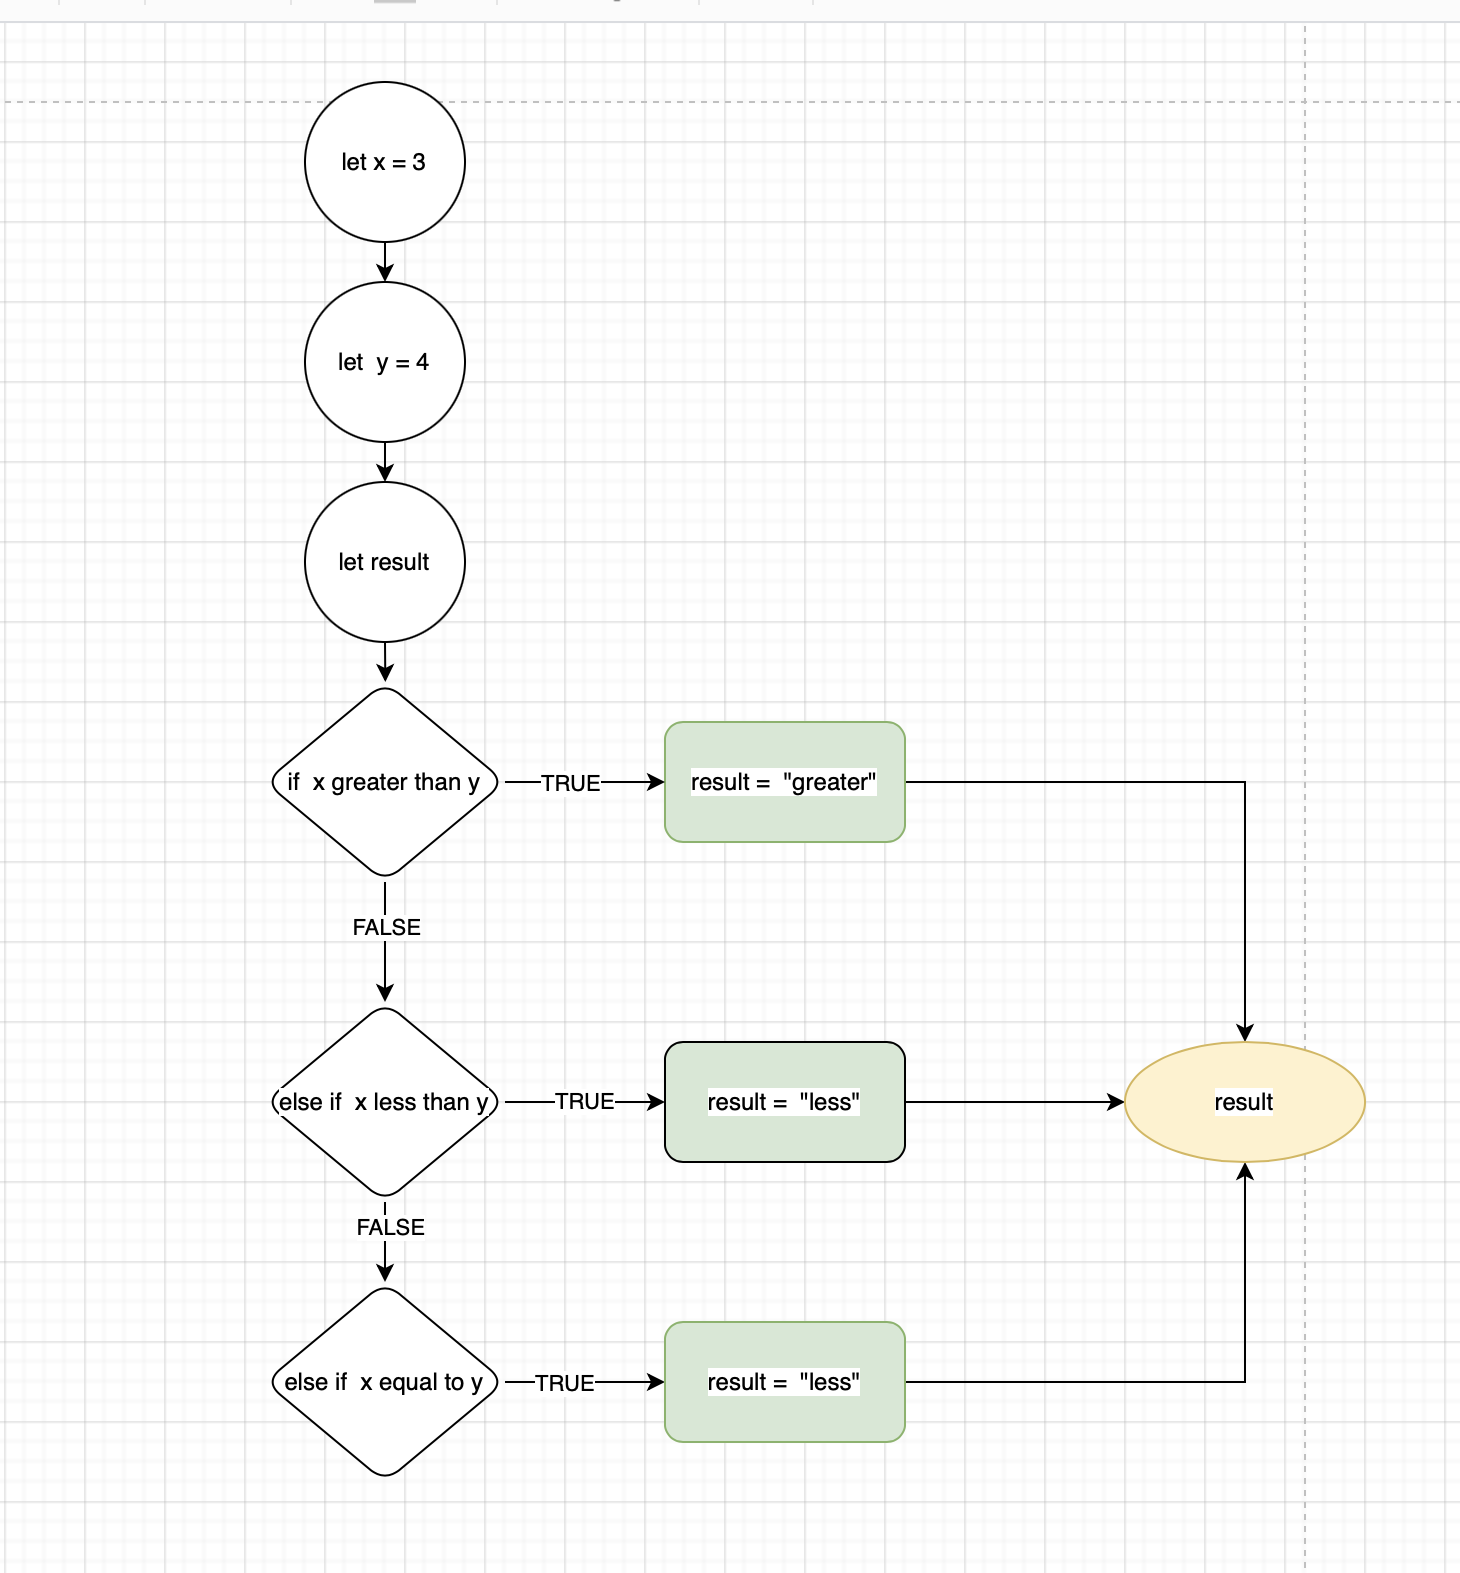 let x = 3
let  y = 4
let result
if  x greater than y
TRUE
result =  "greater"
FALSE
else if  x less than y
TRUE
result =  "less"
result
FALSE
else if  x equal to y
TRUE
result =  "less"